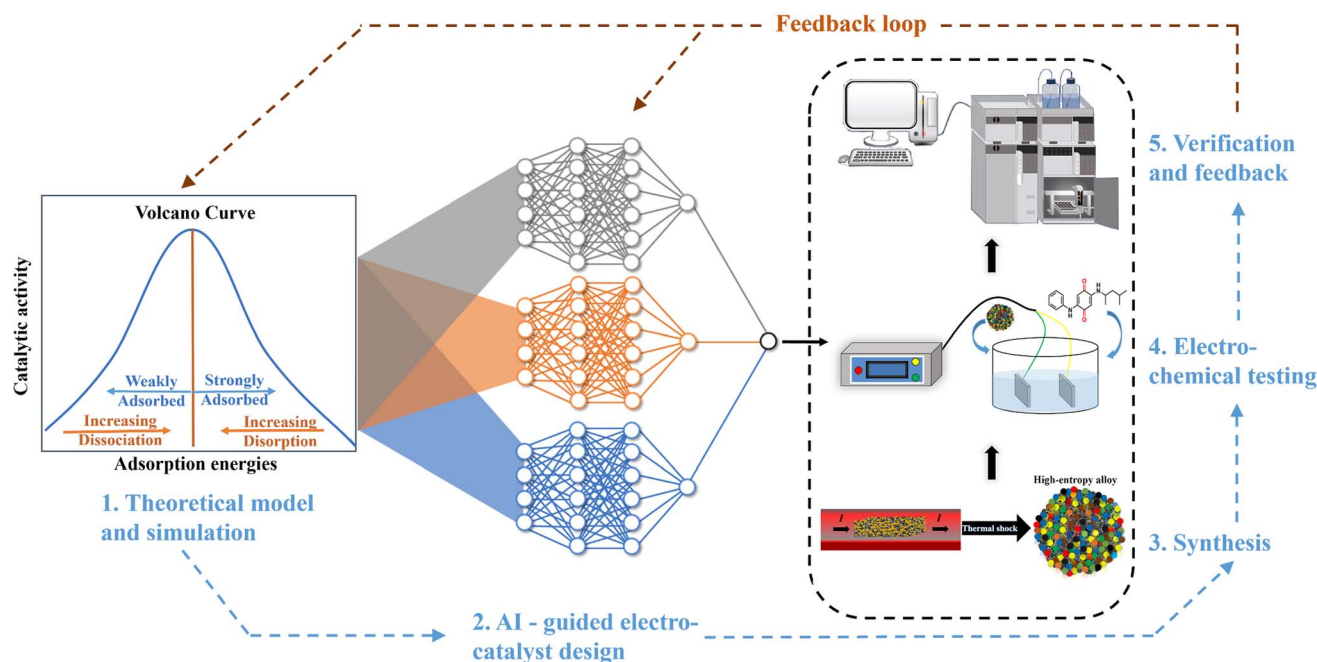 Feedback loop
Volcano Curve
Catalytic activity
Weakly
Adsorbed
Strongly
Adsorbed
Increasing
Dissociation
Increasing
Disorption
Adsorption energies
1. Theoretical model
and simulation
2. AI - guided electro-
catalyst design
High-entropy alloy
I
I
Thermal shock
3. Synthesis
4. Electro-
chemical testing
5. Verification
and feedback
H
N
N
H
O
O